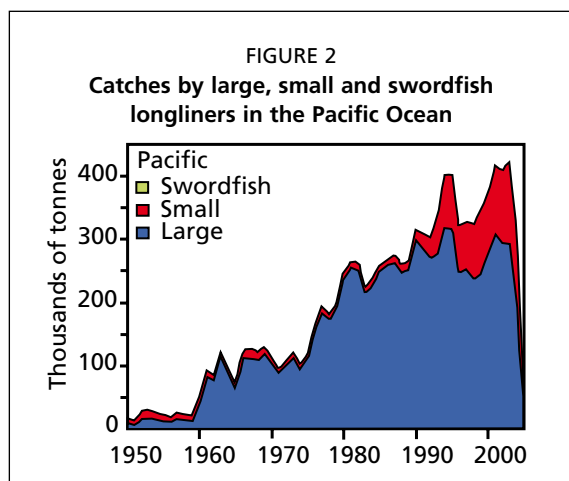 FIGURE 2
Catches by large, small and swordfish
longliners in the Pacific Ocean
Thousands of tonnes
Pacific
Swordfish
Small
Large
400
300
200
100
0
1950 1960 1970 1980 1990 2000